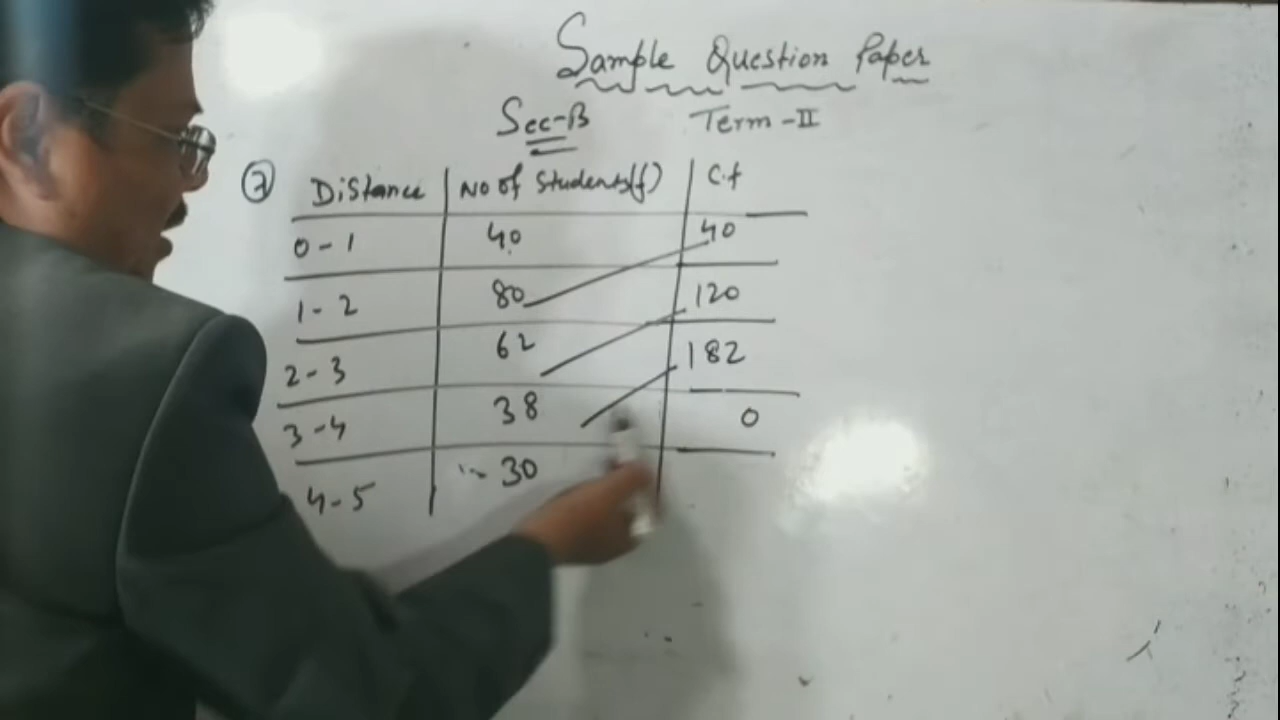 Sample Question Paper
Sec-B Term-II
7 Distance No of Students(f) C.f
0-1 40 40
1-2 80 120
2-3 62 182
3-4 38 0
4-5 30